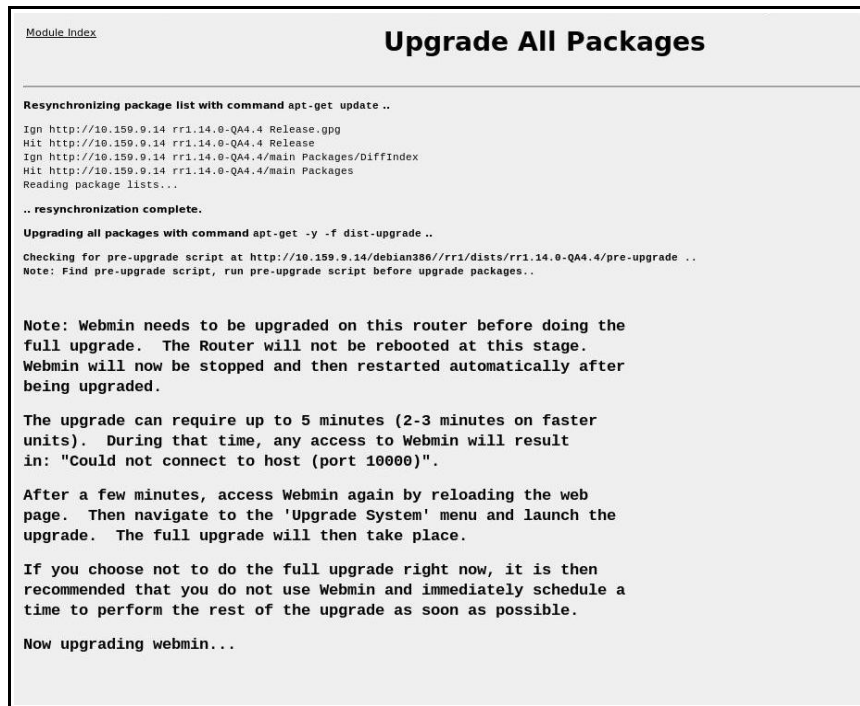 Module Index
Upgrade All Packages
Resynchronizing package list with command apt-get update ..
Ign http://10.159.9.14 rr1.14.0-QA4.4 Release.gpg
Hit http://10.159.9.14 rr1.14.0-QA4.4 Release
Ign http://10.159.9.14 rr1.14.0-QA4.4/main Packages/DiffIndex
Hit http://10.159.9.14 rr1.14.0-QA4.4/main Packages
Reading package lists...
.. resynchronization complete.
Upgrading all packages with command apt-get -y -f dist-upgrade ..
Checking for pre-upgrade script at http://10.159.9.14/debian386//rr1/dists/rr1.14.0-QA4.4/pre-upgrade ..
Note: Find pre-upgrade script, run pre-upgrade script before upgrade packages..
Note: Webmin needs to be upgraded on this router before doing the
full upgrade.  The Router will not be rebooted at this stage.
Webmin will now be stopped and then restarted automatically after
being upgraded.
The upgrade can require up to 5 minutes (2-3 minutes on faster
units).  During that time, any access to Webmin will result
in: "Could not connect to host (port 10000)".
After a few minutes, access Webmin again by reloading the web
page.  Then navigate to the 'Upgrade System' menu and launch the
upgrade.  The full upgrade will then take place.
If you choose not to do the full upgrade right now, it is then
recommended that you do not use Webmin and immediately schedule a
time to perform the rest of the upgrade as soon as possible.
Now upgrading webmin...